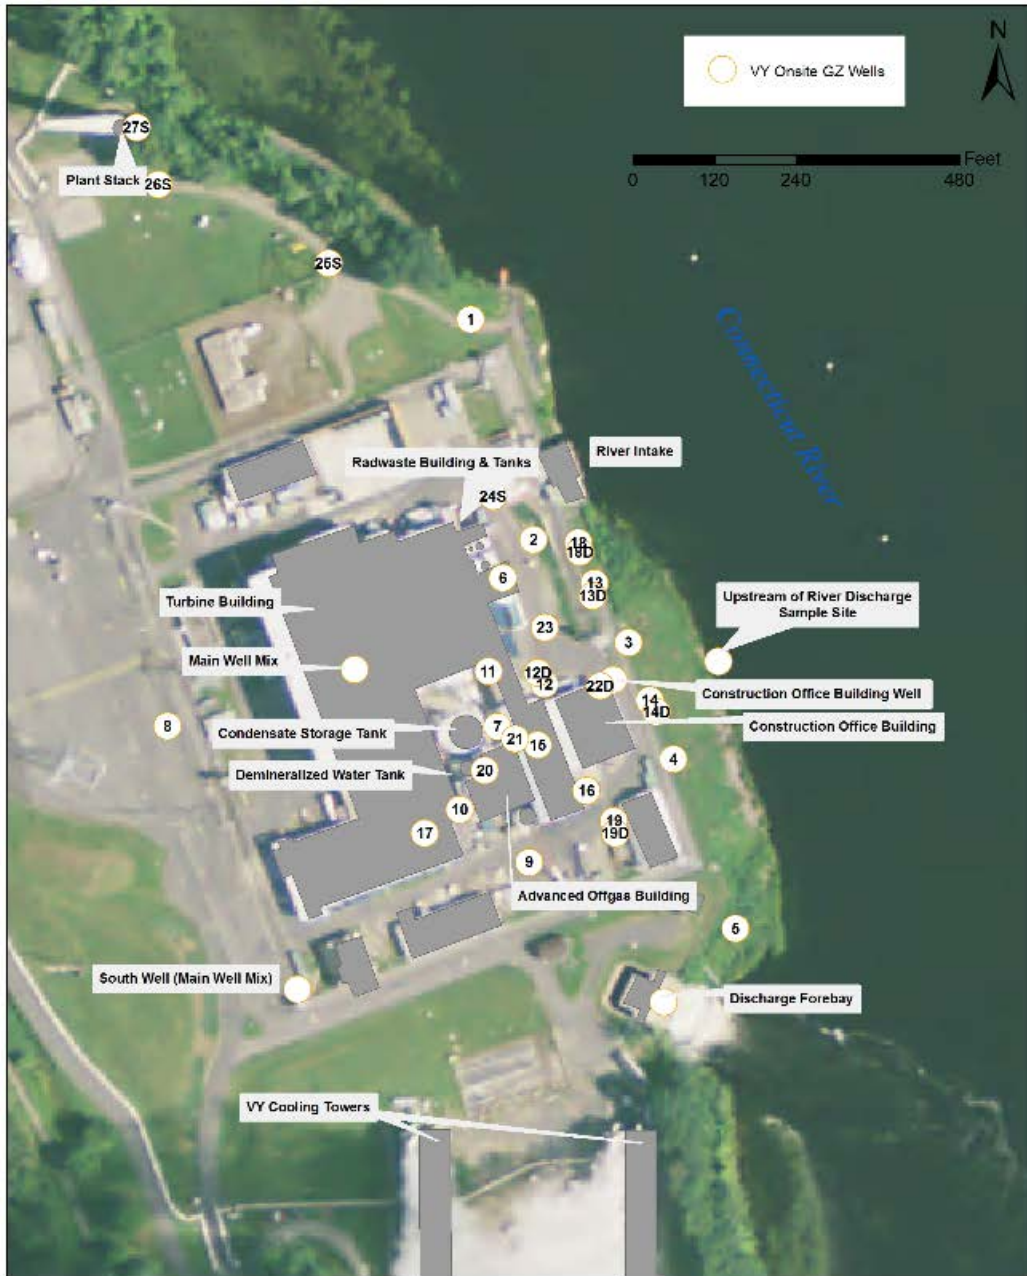 N
VY Onsite GZ Wells
Feet
0 120 240 480
27S
Plant Stack
26S
25S
1
Connecticut River
River Intake
Radwaste Building & Tanks
24S
2
18
18D
6
13
13D
Turbine Building
Upstream of River Discharge
Sample Site
23
3
Main Well Mix
11
12D
12
22D
Construction Office Building Well
14
14D
8
Condensate Storage Tank
7
21
15
Construction Office Building
4
Demineralized Water Tank
20
16
10
17
19
19D
9
Advanced Offgas Building
5
South Well (Main Well Mix)
Discharge Forebay
VY Cooling Towers